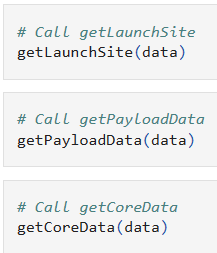 # Call getLaunchSite
getLaunchSite(data)
# Call getPayloadData
getPayloadData(data)
# Call getCoreData
getCoreData(data)